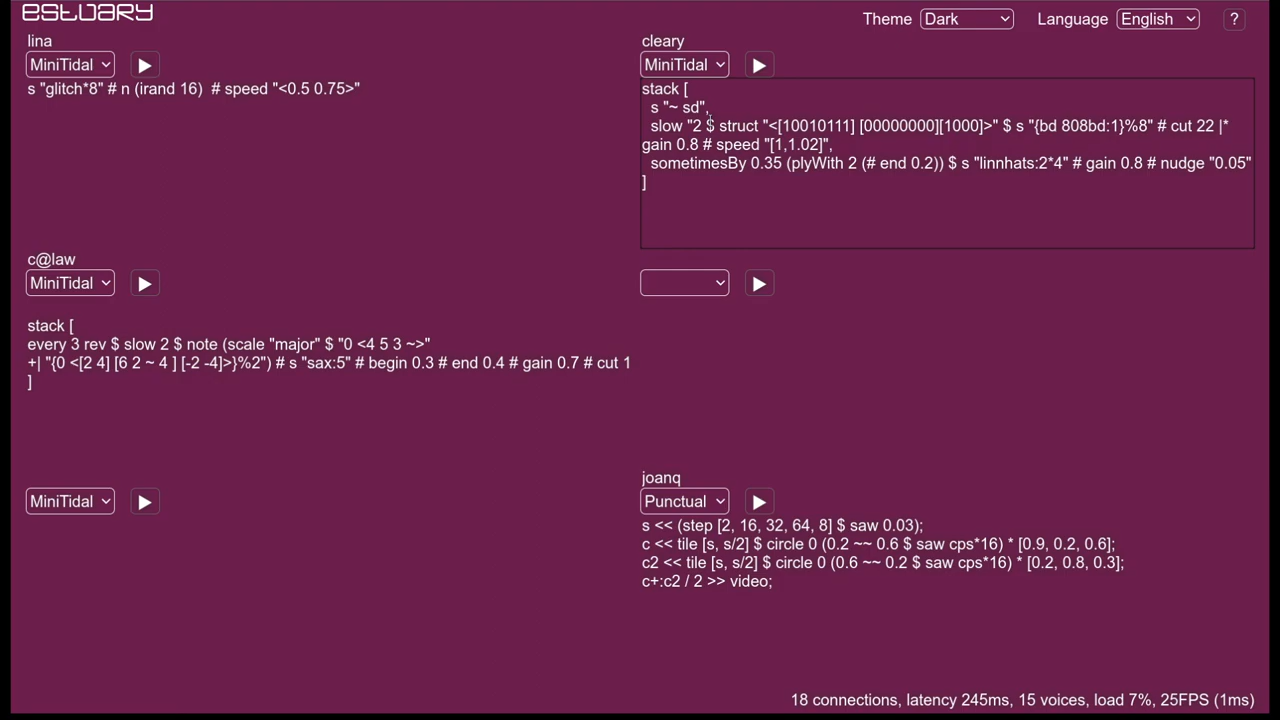 ESTUARY
Theme Dark Language English ?
lina
MiniTidal
s "glitch*8" # n (irand 16)  # speed "<0.5 0.75>"
cleary
MiniTidal
stack [
s "~ sd",
slow "2 $ struct "<[10010111] [00000000][1000]>" $ s "{bd 808bd:1}%8" # cut 22 |*
gain 0.8 # speed "[1,1.02]",
sometimesBy 0.35 (plyWith 2 (# end 0.2)) $ s "linnhats:2*4" # gain 0.8 # nudge "0.05"
]
c@law
MiniTidal
stack [
every 3 rev $ slow 2 $ note (scale "major" $ "0 <4 5 3 ~>"
+| "{0 <[2 4] [6 2 ~ 4 ] [-2 -4]>}%2") # s "sax:5" # begin 0.3 # end 0.4 # gain 0.7 # cut 1
]
MiniTidal
joanq
Punctual
s << (step [2, 16, 32, 64, 8] $ saw 0.03);
c << tile [s, s/2] $ circle 0 (0.2 ~~ 0.6 $ saw cps*16) * [0.9, 0.2, 0.6];
c2 << tile [s, s/2] $ circle 0 (0.6 ~~ 0.2 $ saw cps*16) * [0.2, 0.8, 0.3];
c+:c2 / 2 >> video;
18 connections, latency 245ms, 15 voices, load 7%, 25FPS (1ms)